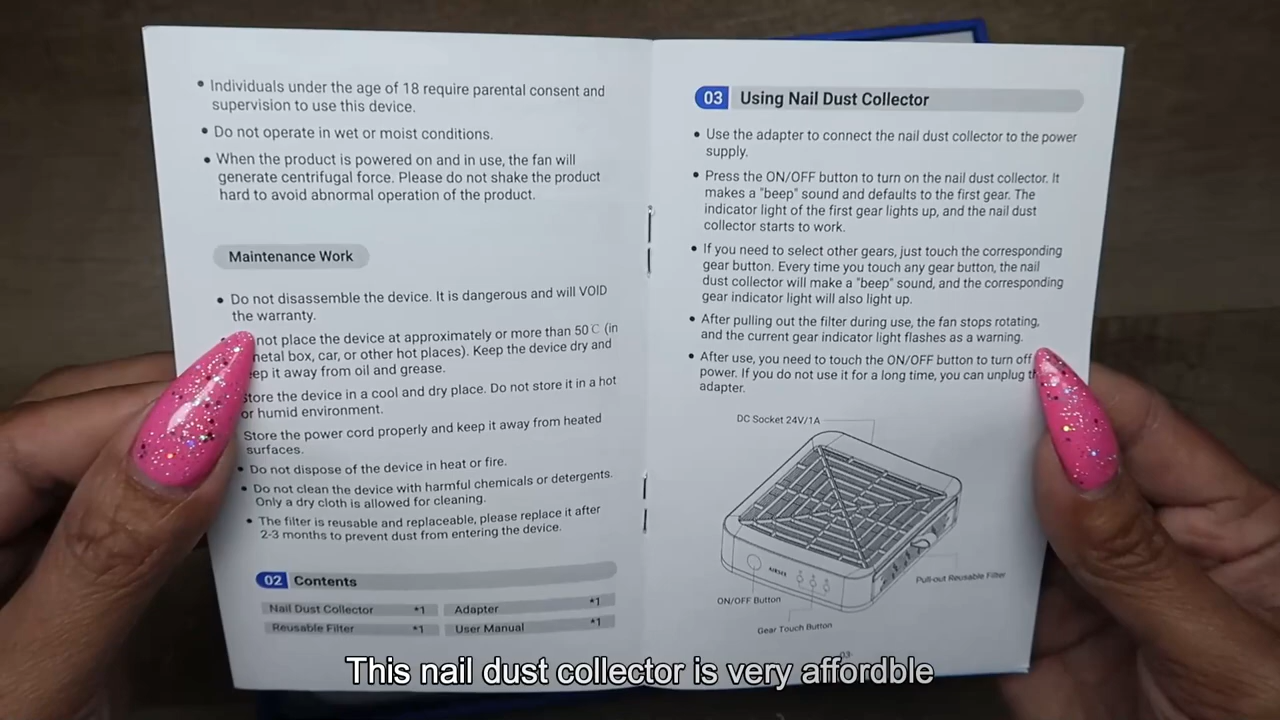 • Individuals under the age of 18 require parental consent and
supervision to use this device.
• Do not operate in wet or moist conditions.
• When the product is powered on and in use, the fan will
generate centrifugal force. Please do not shake the product
hard to avoid abnormal operation of the product.
Maintenance Work
• Do not disassemble the device. It is dangerous and will VOID
the warranty.
not place the device at approximately or more than 50℃ (in
etal box, car, or other hot places). Keep the device dry and
ep it away from oil and grease.
Store the device in a cool and dry place. Do not store it in a hot
or humid environment.
Store the power cord properly and keep it away from heated
surfaces.
• Do not dispose of the device in heat or fire.
• Do not clean the device with harmful chemicals or detergents.
Only a dry cloth is allowed for cleaning.
• The filter is reusable and replaceable, please replace it after
2-3 months to prevent dust from entering the device.
02 Contents
Nail Dust Collector *1 Adapter *1
Reusable Filter *1 User Manual *1
03 Using Nail Dust Collector
• Use the adapter to connect the nail dust collector to the power
supply.
• Press the ON/OFF button to turn on the nail dust collector. It
makes a "beep" sound and defaults to the first gear. The
indicator light of the first gear lights up, and the nail dust
collector starts to work.
• If you need to select other gears, just touch the corresponding
gear button. Every time you touch any gear button, the nail
dust collector will make a "beep" sound, and the corresponding
gear indicator light will also light up.
• After pulling out the filter during use, the fan stops rotating,
and the current gear indicator light flashes as a warning.
• After use, you need to touch the ON/OFF button to turn off
power. If you do not use it for a long time, you can unplug th
adapter.
DC Socket 24V/1A
Pull-out Reusable Filter
ON/OFF Button
Gear Touch Button
-03-
This nail dust collector is very affordble